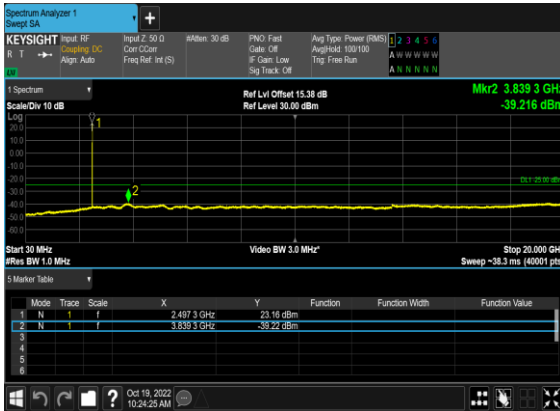 Spectrum Analyzer 1
Swept SA
KEYSIGHT Input: RF Input Z: 50 Ω #Atten: 30 dB PNO: Fast Avg Type: Power (RMS) 1 2 3 4 5 6
R T Coupling: DC Corr CCorr Gate: Off Avg|Hold: 100/100 A W W W W W
Align: Auto Freq Ref: Int (S) IF Gain: Low Trig: Free Run
Sig Track: Off A N N N N N
1 Spectrum Ref Lvl Offset 15.38 dB Mkr2 3.839 3 GHz
Scale/Div 10 dB Ref Level 30.00 dBm -39.216 dBm
Log
20.0
10.0
0.00
-10.0
-20.0
-30.0
-40.0
-50.0
-60.0
1
2
DL1 -25.00 dBm
Start 30 MHz Video BW 3.0 MHz* Stop 20.000 GHz
#Res BW 1.0 MHz Sweep ~38.3 ms (40001 pts)
5 Marker Table
Mode Trace Scale X Y Function Function Width Function Value
1 N 1 f 2.497 3 GHz 23.16 dBm
2 N 1 f 3.839 3 GHz -39.22 dBm
3
4
5
6
Oct 19, 2022
10:24:25 AM